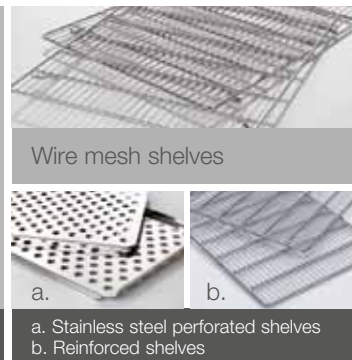 Wire mesh shelves
a.
b.
a. Stainless steel perforated shelves
b. Reinforced shelves